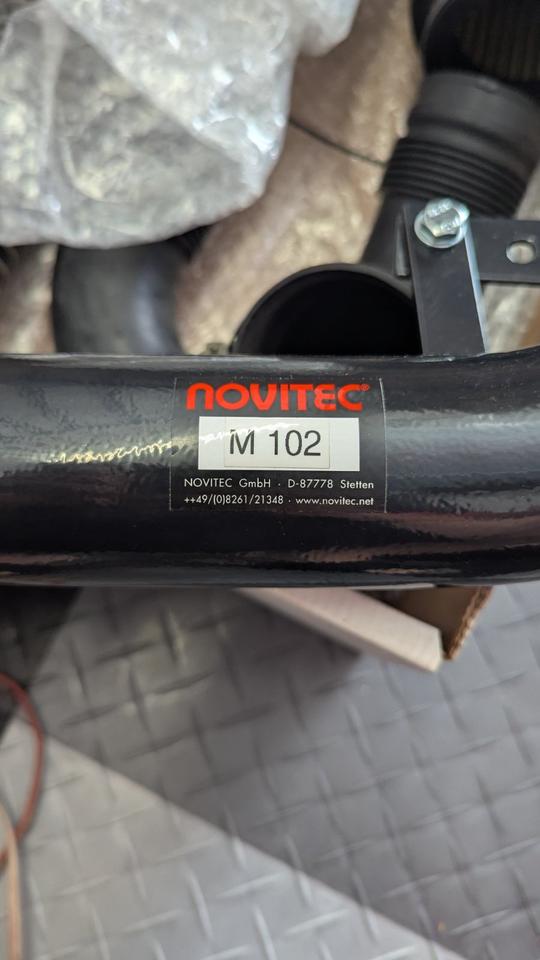 NOVITEC®
M 102
NOVITEC GmbH · D-87778 Stetten
++49/(0)8261/21348 · www.novitec.net